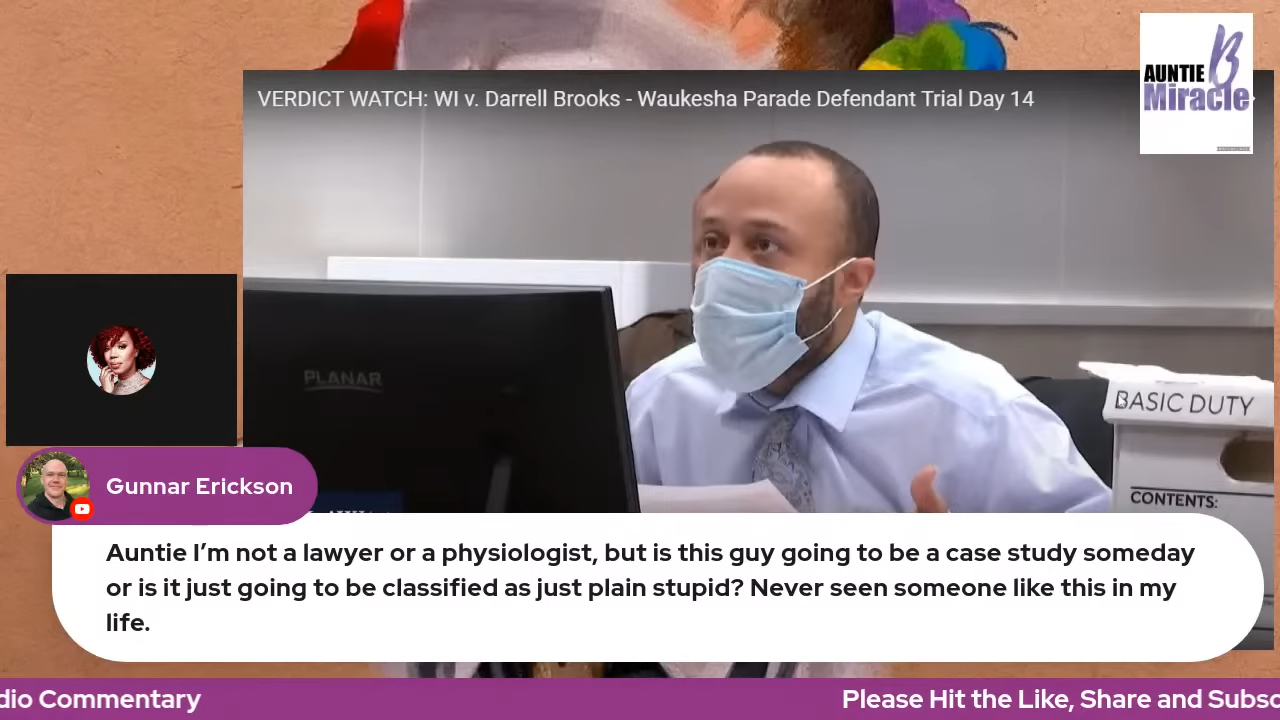 VERDICT WATCH: WI v. Darrell Brooks - Waukesha Parade Defendant Trial Day 14
AUNTIE B
Miracle
PLANAR
BASIC DUTY
CONTENTS:
Gunnar Erickson
Auntie I’m not a lawyer or a physiologist, but is this guy going to be a case study someday
or is it just going to be classified as just plain stupid? Never seen someone like this in my
life.
dio Commentary
Please Hit the Like, Share and Subsc